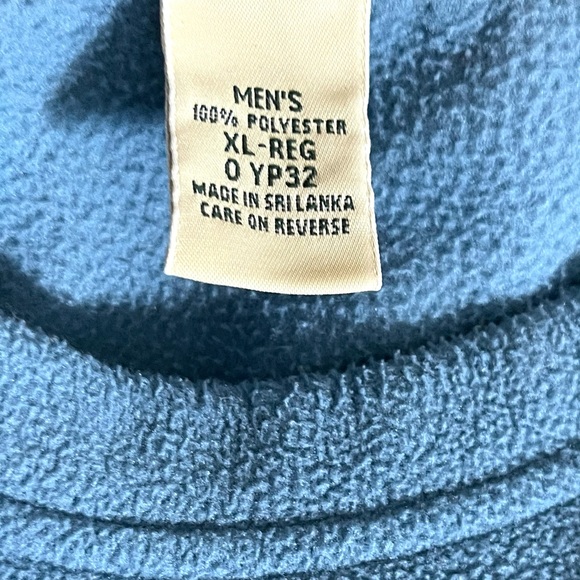 MEN'S
100% POLYESTER
XL-REG
0 YP32
MADE IN SRI LANKA
CARE ON REVERSE